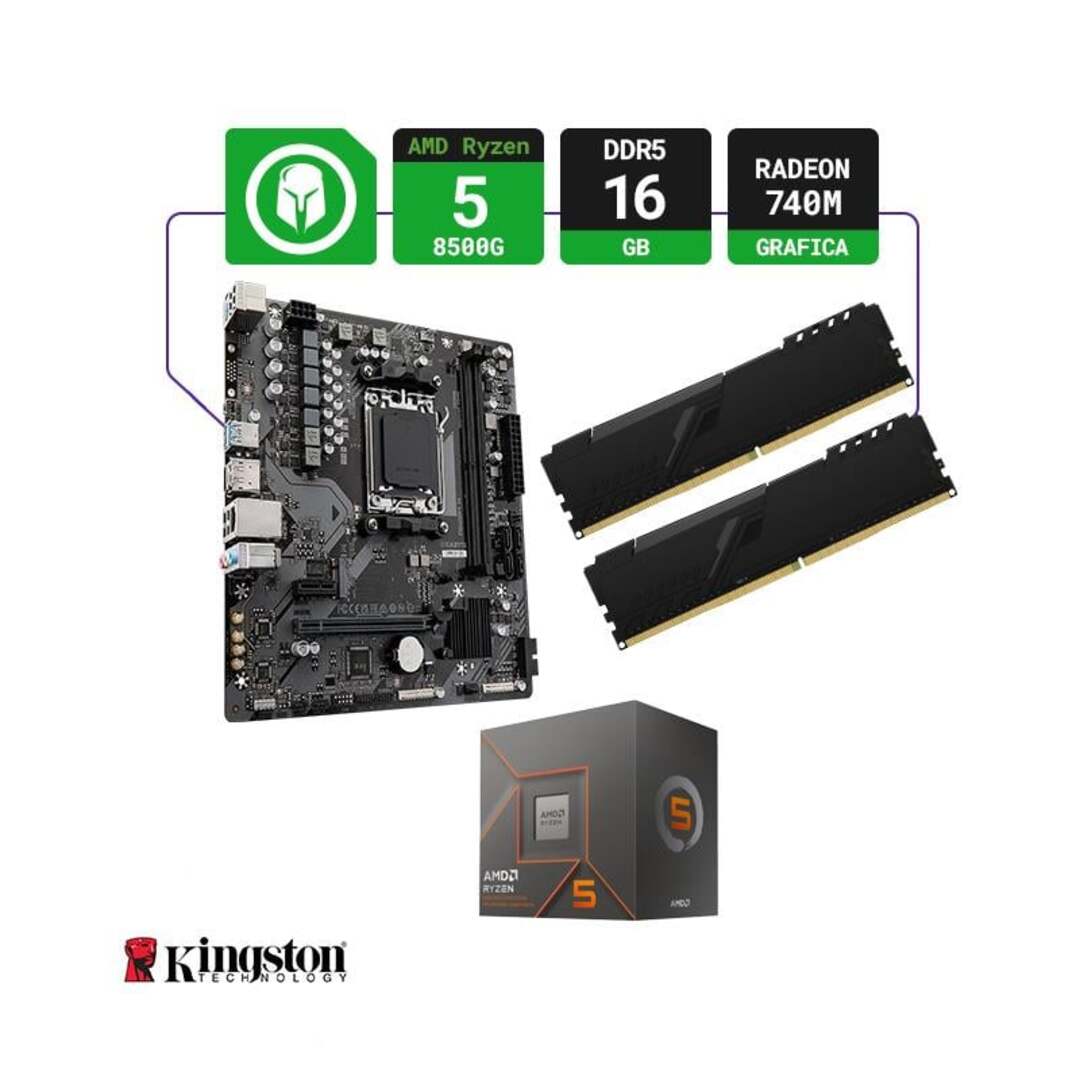 AMD Ryzen
5
8500G
DDR5
16
GB
RADEON
740M
GRAFICA
AMD
RYZEN
AMD
RYZEN
5
5
AMD
Kingston
TECHNOLOGY